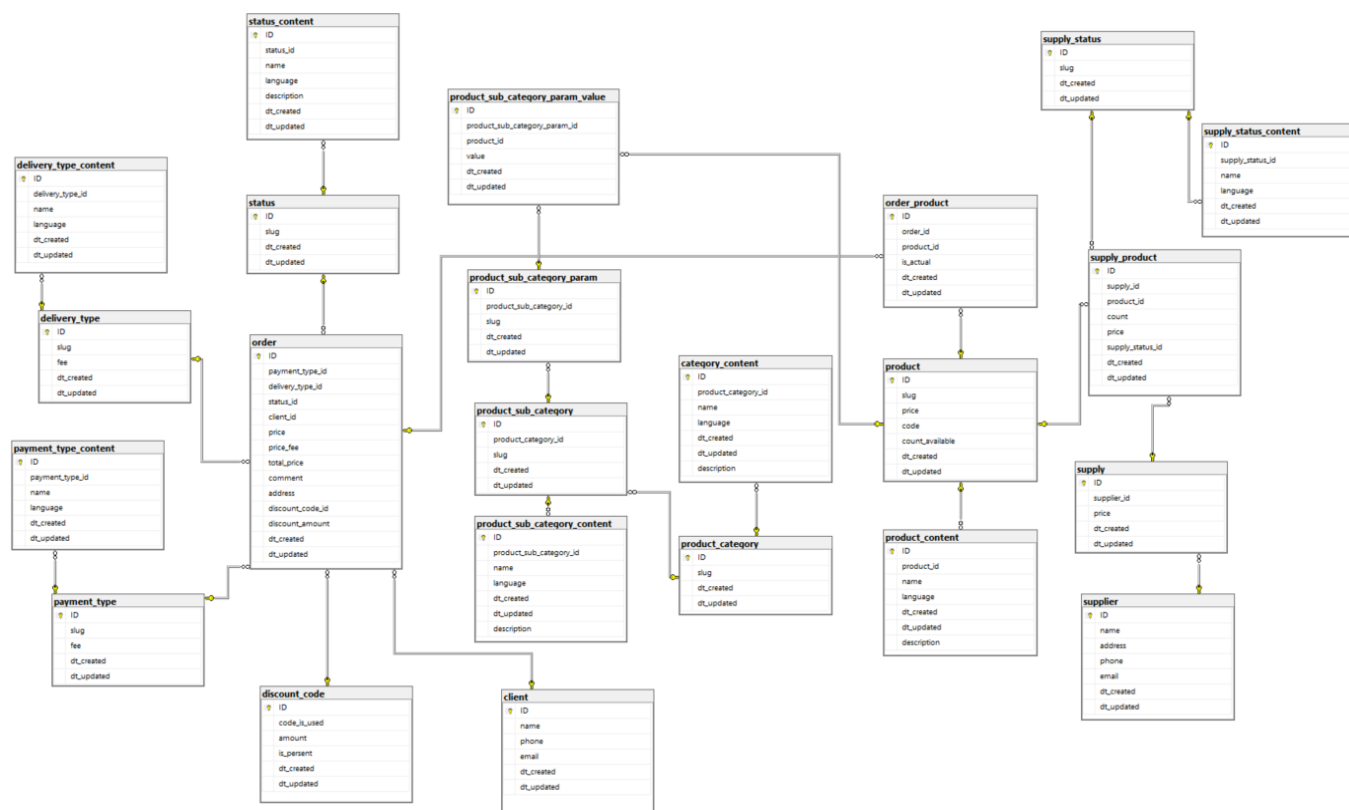 status_content
ID
status_id
name
language
description
dt_created
dt_updated
supply_status
ID
slug
dt_created
dt_updated
product_sub_category_param_value
ID
product_sub_category_param_id
product_id
value
dt_created
dt_updated
supply_status_content
ID
supply_status_id
name
language
dt_created
dt_updated
delivery_type_content
ID
delivery_type_id
name
language
dt_created
dt_updated
status
ID
slug
dt_created
dt_updated
order_product
ID
order_id
product_id
is_actual
dt_created
dt_updated
supply_product
ID
supply_id
product_id
count
price
supply_status_id
dt_created
dt_updated
product_sub_category_param
ID
product_sub_category_id
slug
dt_created
dt_updated
delivery_type
ID
slug
fee
dt_created
dt_updated
order
ID
payment_type_id
delivery_type_id
status_id
client_id
price
price_fee
total_price
comment
address
discount_code_id
discount_amount
dt_created
dt_updated
category_content
ID
product_category_id
name
language
dt_created
dt_updated
description
product
ID
slug
price
code
count_available
dt_created
dt_updated
product_sub_category
ID
product_category_id
slug
dt_created
dt_updated
payment_type_content
ID
payment_type_id
name
language
dt_created
dt_updated
supply
ID
supplier_id
price
dt_created
dt_updated
product_sub_category_content
ID
product_sub_category_id
name
language
dt_created
dt_updated
description
product_category
ID
slug
dt_created
dt_updated
product_content
ID
product_id
name
language
dt_created
dt_updated
description
payment_type
ID
slug
fee
dt_created
dt_updated
supplier
ID
name
address
phone
email
dt_created
dt_updated
discount_code
ID
code_is_used
amount
is_persent
dt_created
dt_updated
client
ID
name
phone
email
dt_created
dt_updated